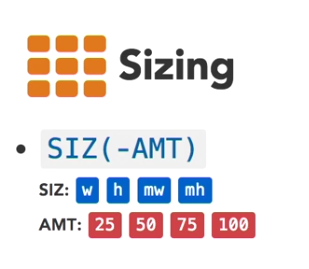 Sizing
SIZ(-AMT)
SIZ: w h mw mh
AMT: 25 50 75 100